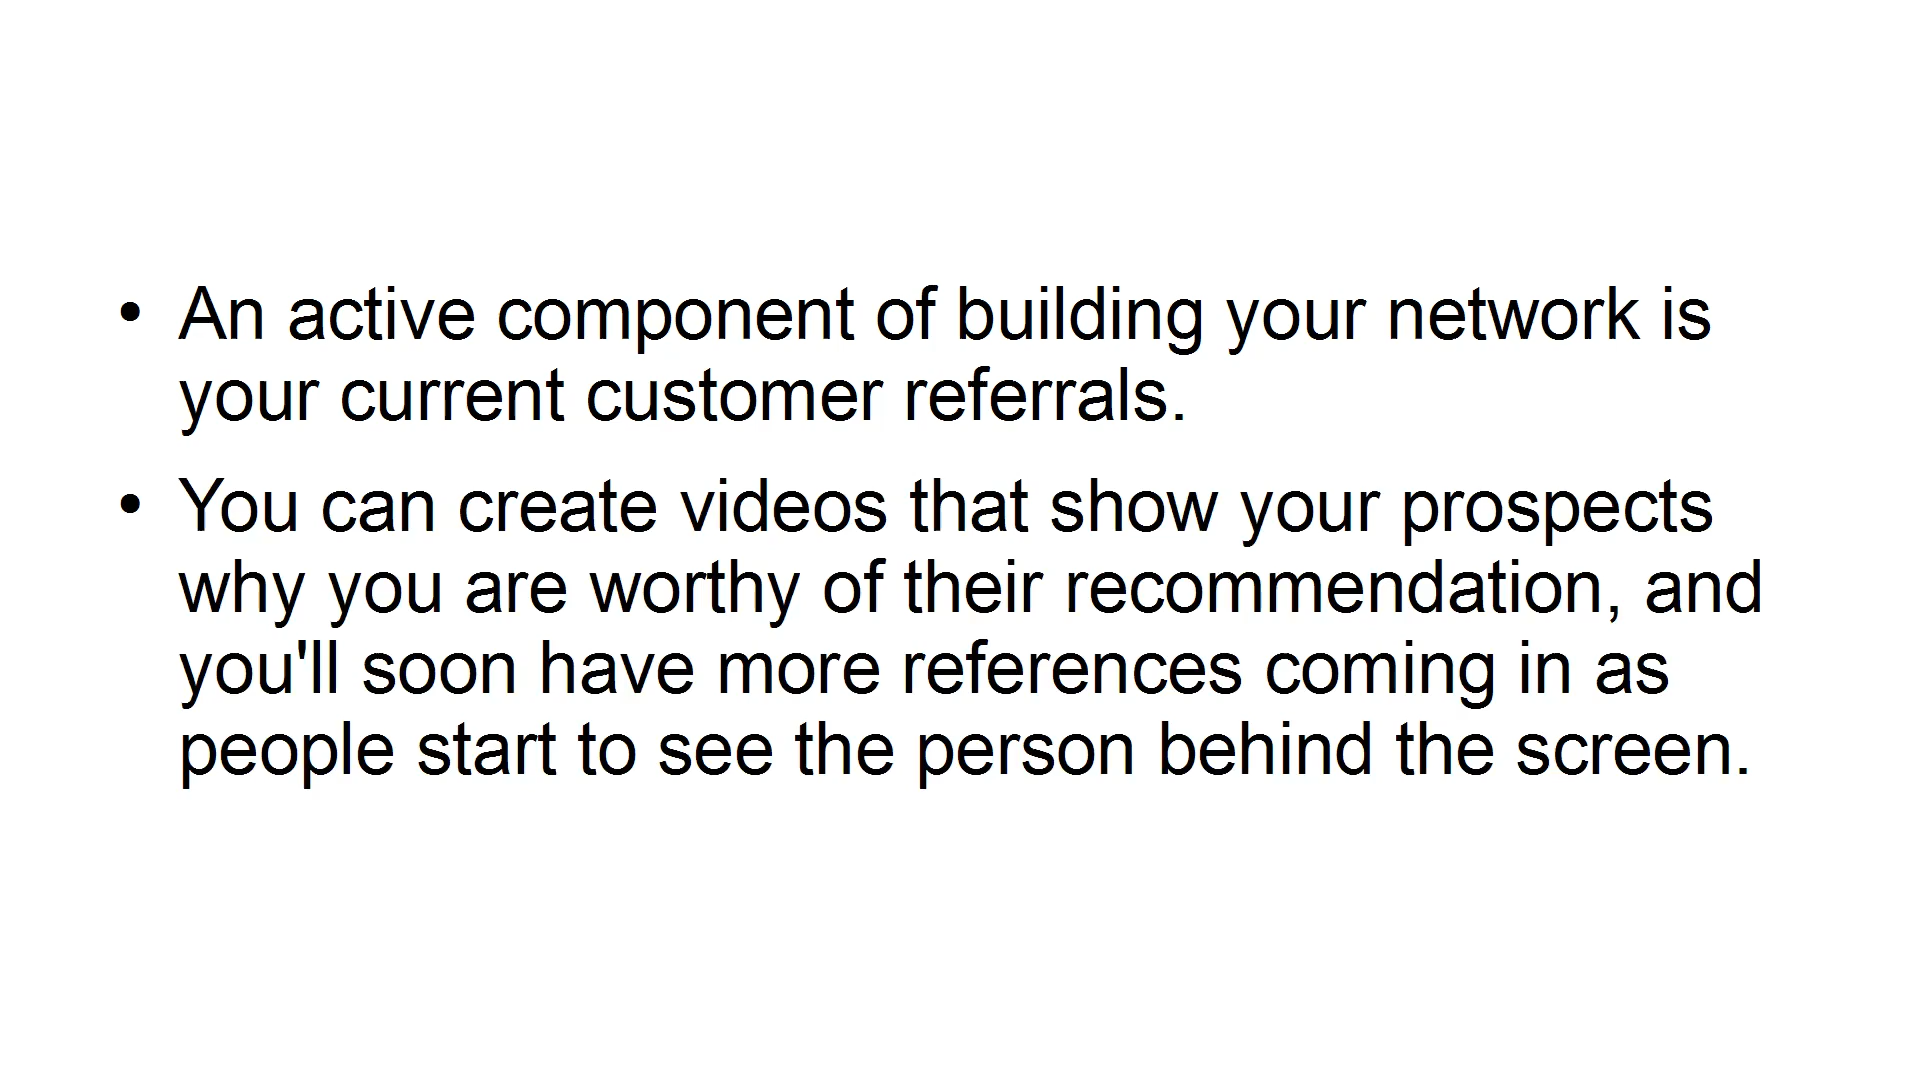 • An active component of building your network is
your current customer referrals.
• You can create videos that show your prospects
why you are worthy of their recommendation, and
you'll soon have more references coming in as
people start to see the person behind the screen.